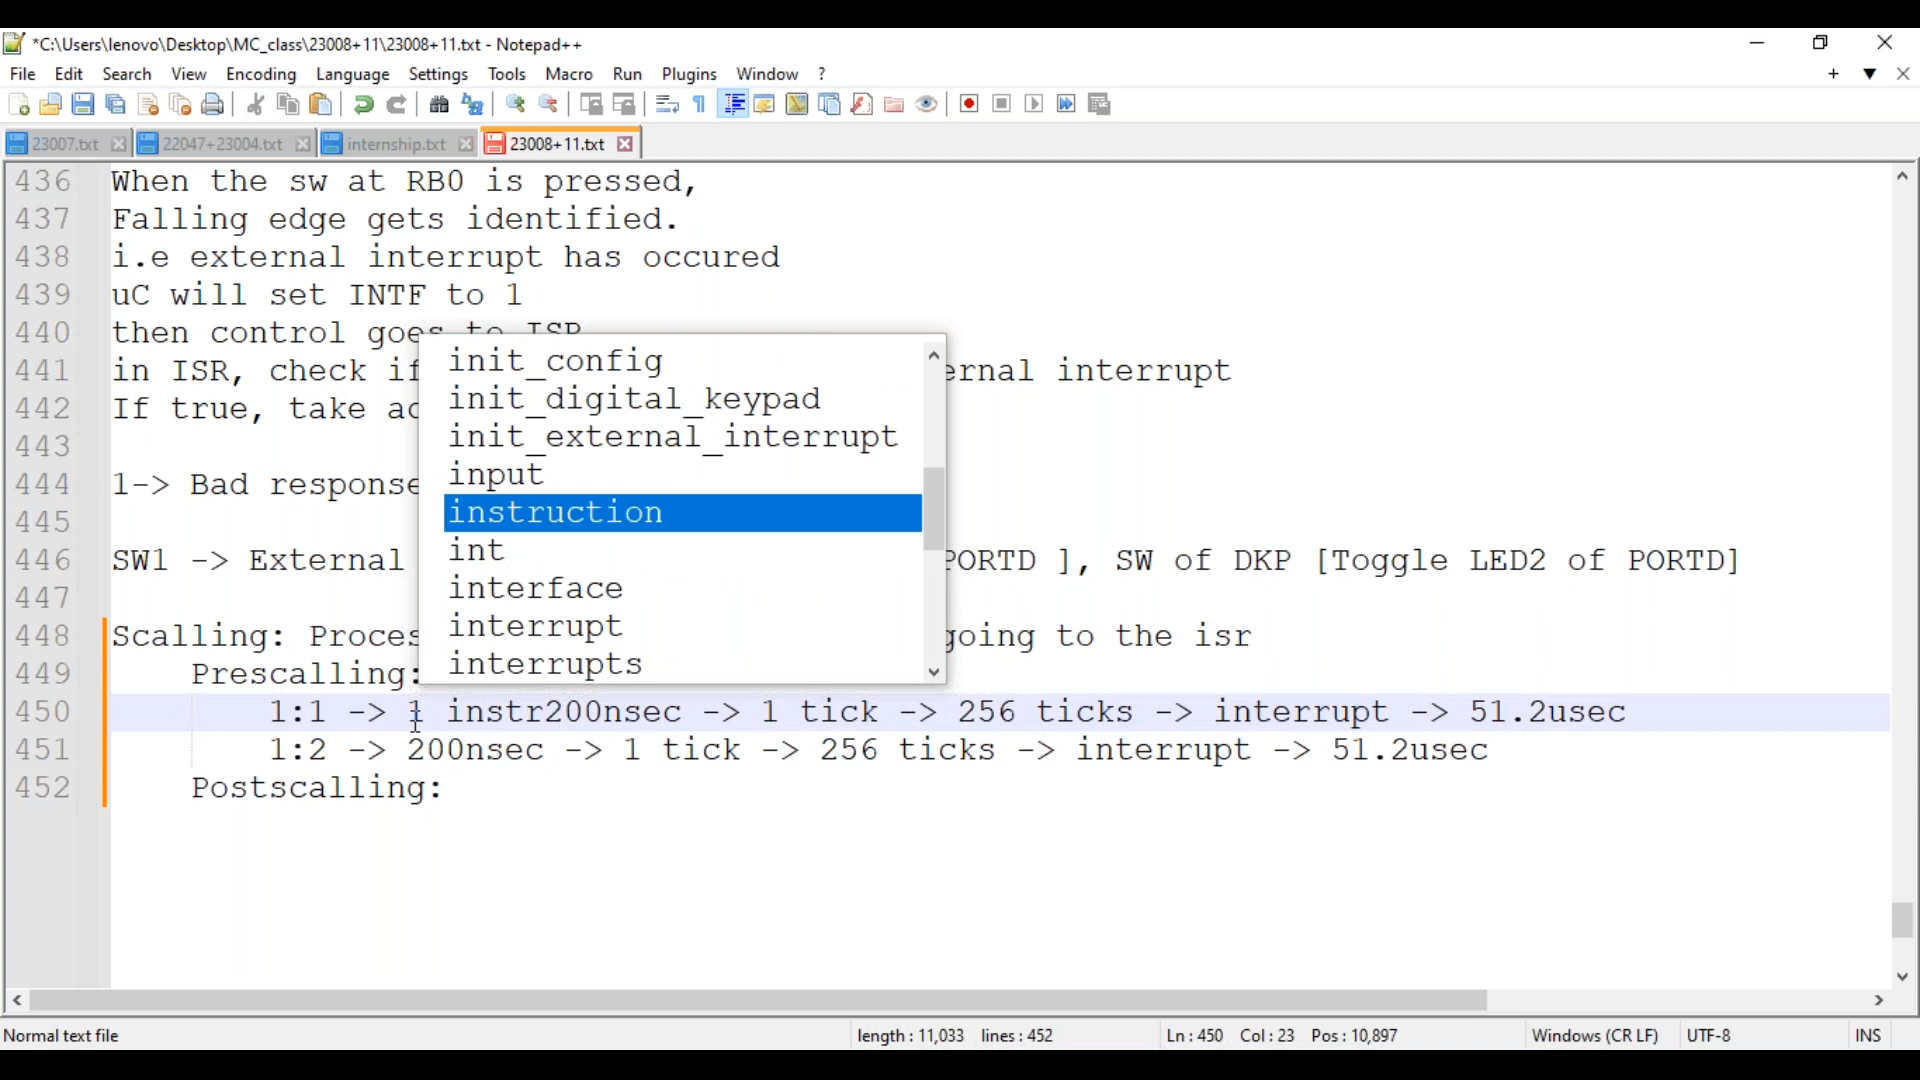 *C:\Users\lenovo\Desktop\MC_class\23008+11\23008+11.txt - Notepad++
File Edit Search View Encoding Language Settings Tools Macro Run Plugins Window ?
23007.txt 22047+23004.txt internship.txt 23008+11.txt
436 When the sw at RB0 is pressed,
437 Falling edge gets identified.
438 i.e external interrupt has occured
439 uC will set INTF to 1
440 then control goes to ISR
441 in ISR, check if ernal interrupt
442 If true, take ac
443
444 1-> Bad response
445
446 SW1 -> External PORTD ], SW of DKP [Toggle LED2 of PORTD]
447
448 Scalling: Proces going to the isr
449 Prescalling:
450 1:1 -> 1 instr200nsec -> 1 tick -> 256 ticks -> interrupt -> 51.2usec
451 1:2 -> 200nsec -> 1 tick -> 256 ticks -> interrupt -> 51.2usec
452 Postscalling:
init_config
init_digital_keypad
init_external_interrupt
input
instruction
int
interface
interrupt
interrupts
Normal text file length : 11,033 lines : 452 Ln : 450 Col : 23 Pos : 10,897 Windows (CR LF) UTF-8 INS